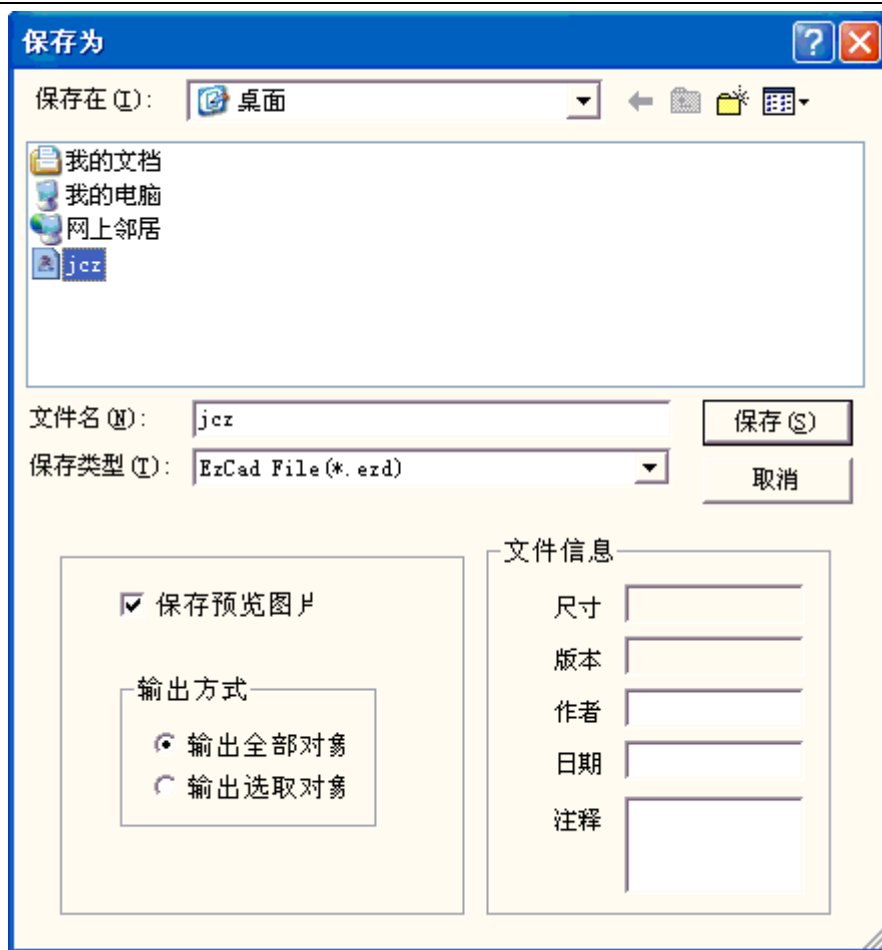 保存为
保存在(I): 桌面
我的文档
我的电脑
网上邻居
jcz
文件名(N): jcz 保存(S)
保存类型(T): EzCad File(*.ezd) 取消
文件信息
保存预览图片
尺寸
版本
输出方式
作者
输出全部对象
日期
输出选取对象
注释